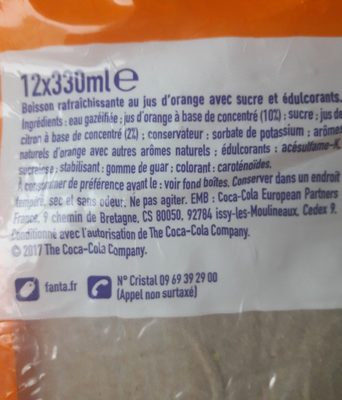 12x330ml℮
Boisson rafraîchissante au jus d'orange avec sucre et édulcorants.
Ingrédients : eau gazéifiée ; jus d'orange à base de concentré (10%) ; sucre ; jus de
citron à base de concentré (2%) ; conservateur : sorbate de potassium ; arômes
naturels d'orange avec autres arômes naturels ; édulcorants : acésulfame-K,
sucralose ; stabilisant : gomme de guar ; colorant : caroténoïdes.
À consommer de préférence avant le : voir fond boîtes. Conserver dans un endroit
tempéré, sec et sans odeur. Ne pas agiter. EMB : Coca-Cola European Partners
France, 9 chemin de Bretagne, CS 80050, 92784 issy-les-Moulineaux, Cedex 9.
Conditionné avec l'autorisation de The Coca-Cola Company.
© 2017 The Coca-Cola Company.
fanta.fr
N° Cristal 09 69 39 29 00
(Appel non surtaxé)